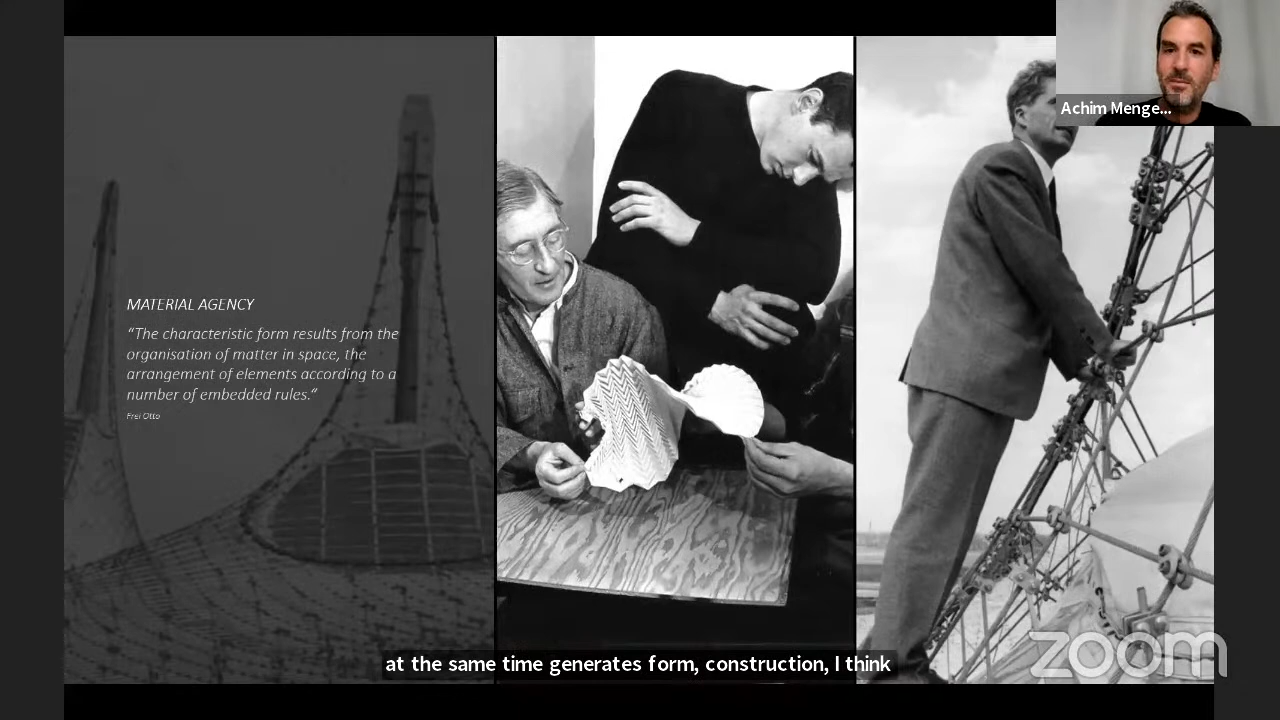 Achim Menge...
MATERIAL AGENCY
“The characteristic form results from the
organisation of matter in space, the
arrangement of elements according to a
number of embedded rules.“
Frei Otto
at the same time generates form, construction, I think
zoom